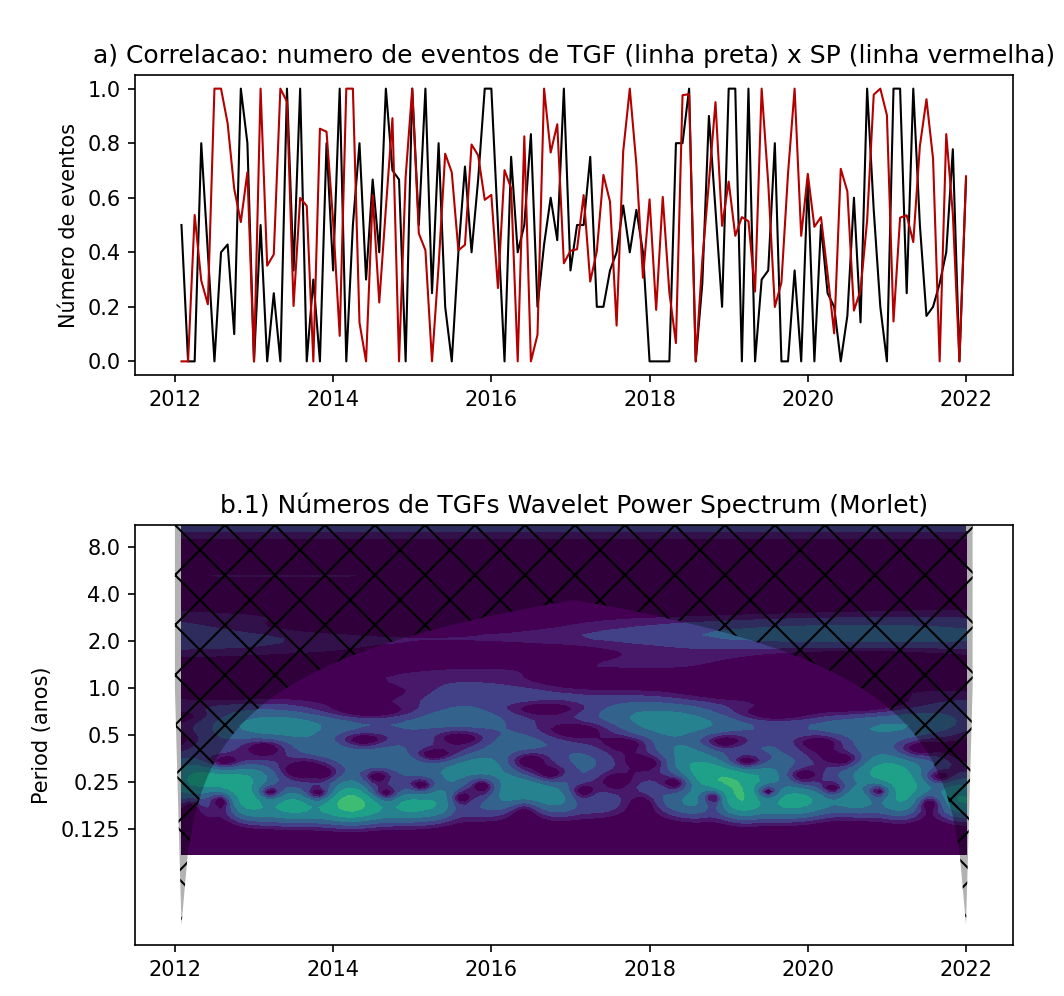 a) Correlacao: numero de eventos de TGF (linha preta) x SP (linha vermelha)
Número de eventos
1.0
0.8
0.6
0.4
0.2
0.0
2012 2014 2016 2018 2020 2022
b.1) Números de TGFs Wavelet Power Spectrum (Morlet)
Period (anos)
8.0
4.0
2.0
1.0
0.5
0.25
0.125
2012 2014 2016 2018 2020 2022